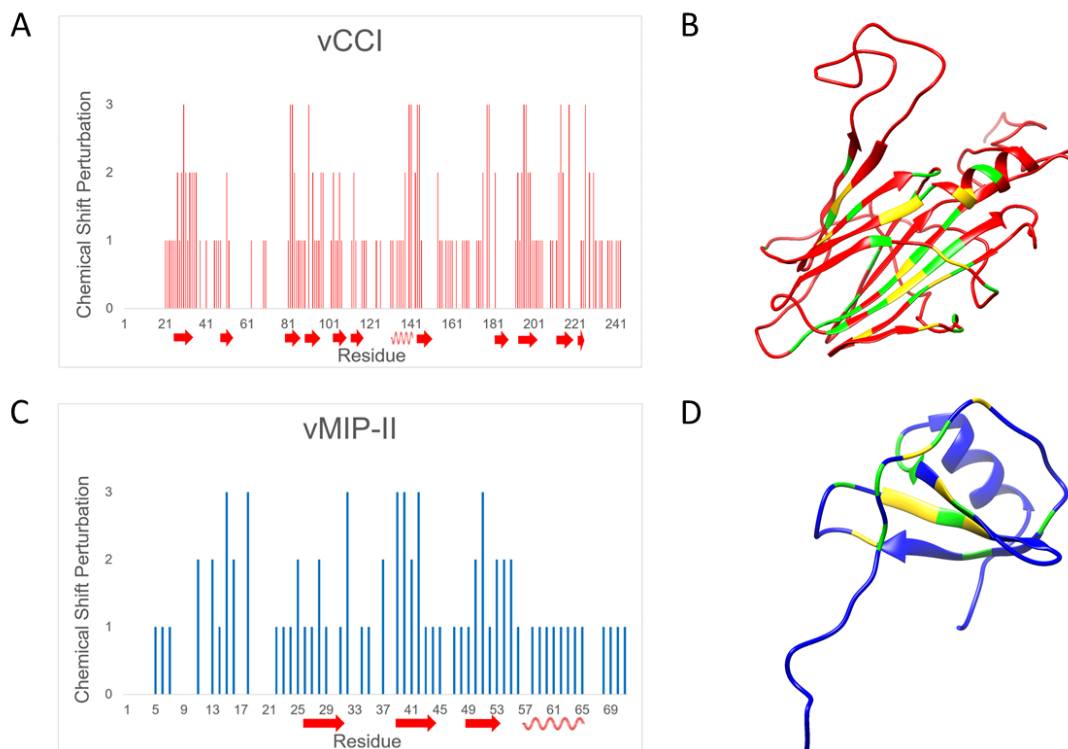 A
vCCI
Chemical Shift Perturbation
3
2
1
0
1 21 41 61 81 101 121 141 161 181 201 221 241
Residue
B
C
vMIP-II
Chemical Shift Perturbation
3
2
1
0
1 5 9 13 17 21 25 29 33 37 41 45 49 53 57 61 65 69
Residue
D